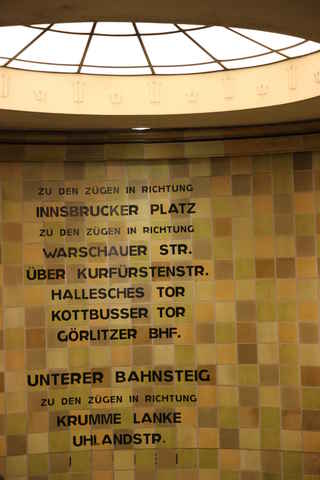 ZU DEN ZÜGEN IN RICHTUNG
INNSBRUCKER PLATZ
ZU DEN ZÜGEN IN RICHTUNG
WARSCHAUER STR.
ÜBER KURFÜRSTENSTR.
HALLESCHES TOR
KOTTBUSSER TOR
GÖRLITZER BHF.
UNTERER BAHNSTEIG
ZU DEN ZÜGEN IN RICHTUNG
KRUMME LANKE
UHLANDSTR.